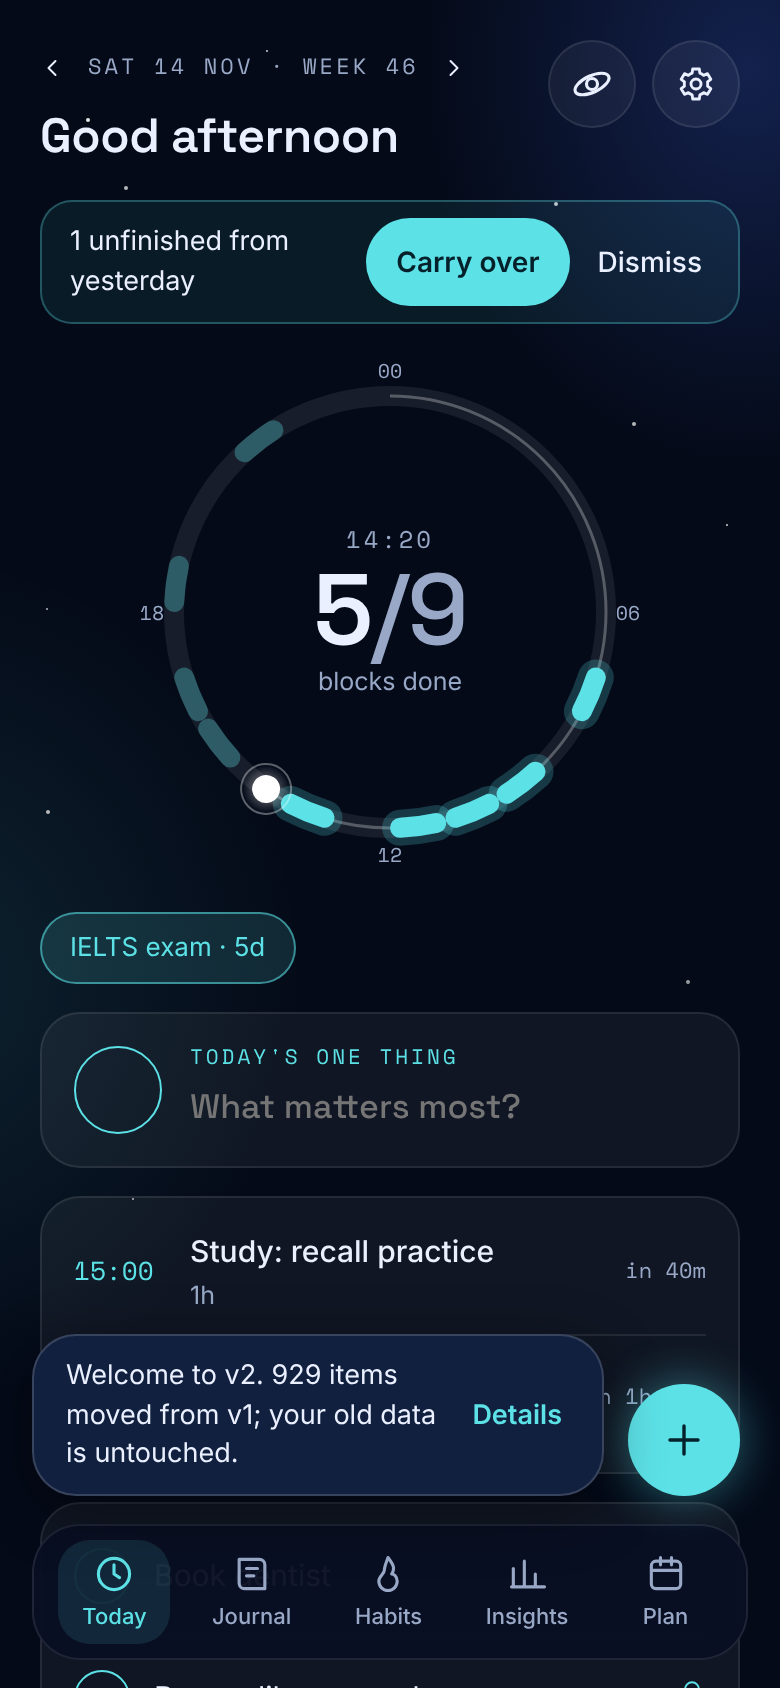 SAT 14 NOV · WEEK 46
Good afternoon
1 unfinished from
yesterday
Carry over
Dismiss
00
14:20
5/9
18
06
blocks done
12
IELTS exam · 5d
TODAY'S ONE THING
What matters most?
15:00
Study: recall practice
in 40m
1h
Welcome to v2. 929 items
moved from v1; your old data
is untouched.
Details
Book
Today
Journal
Habits
Insights
Plan